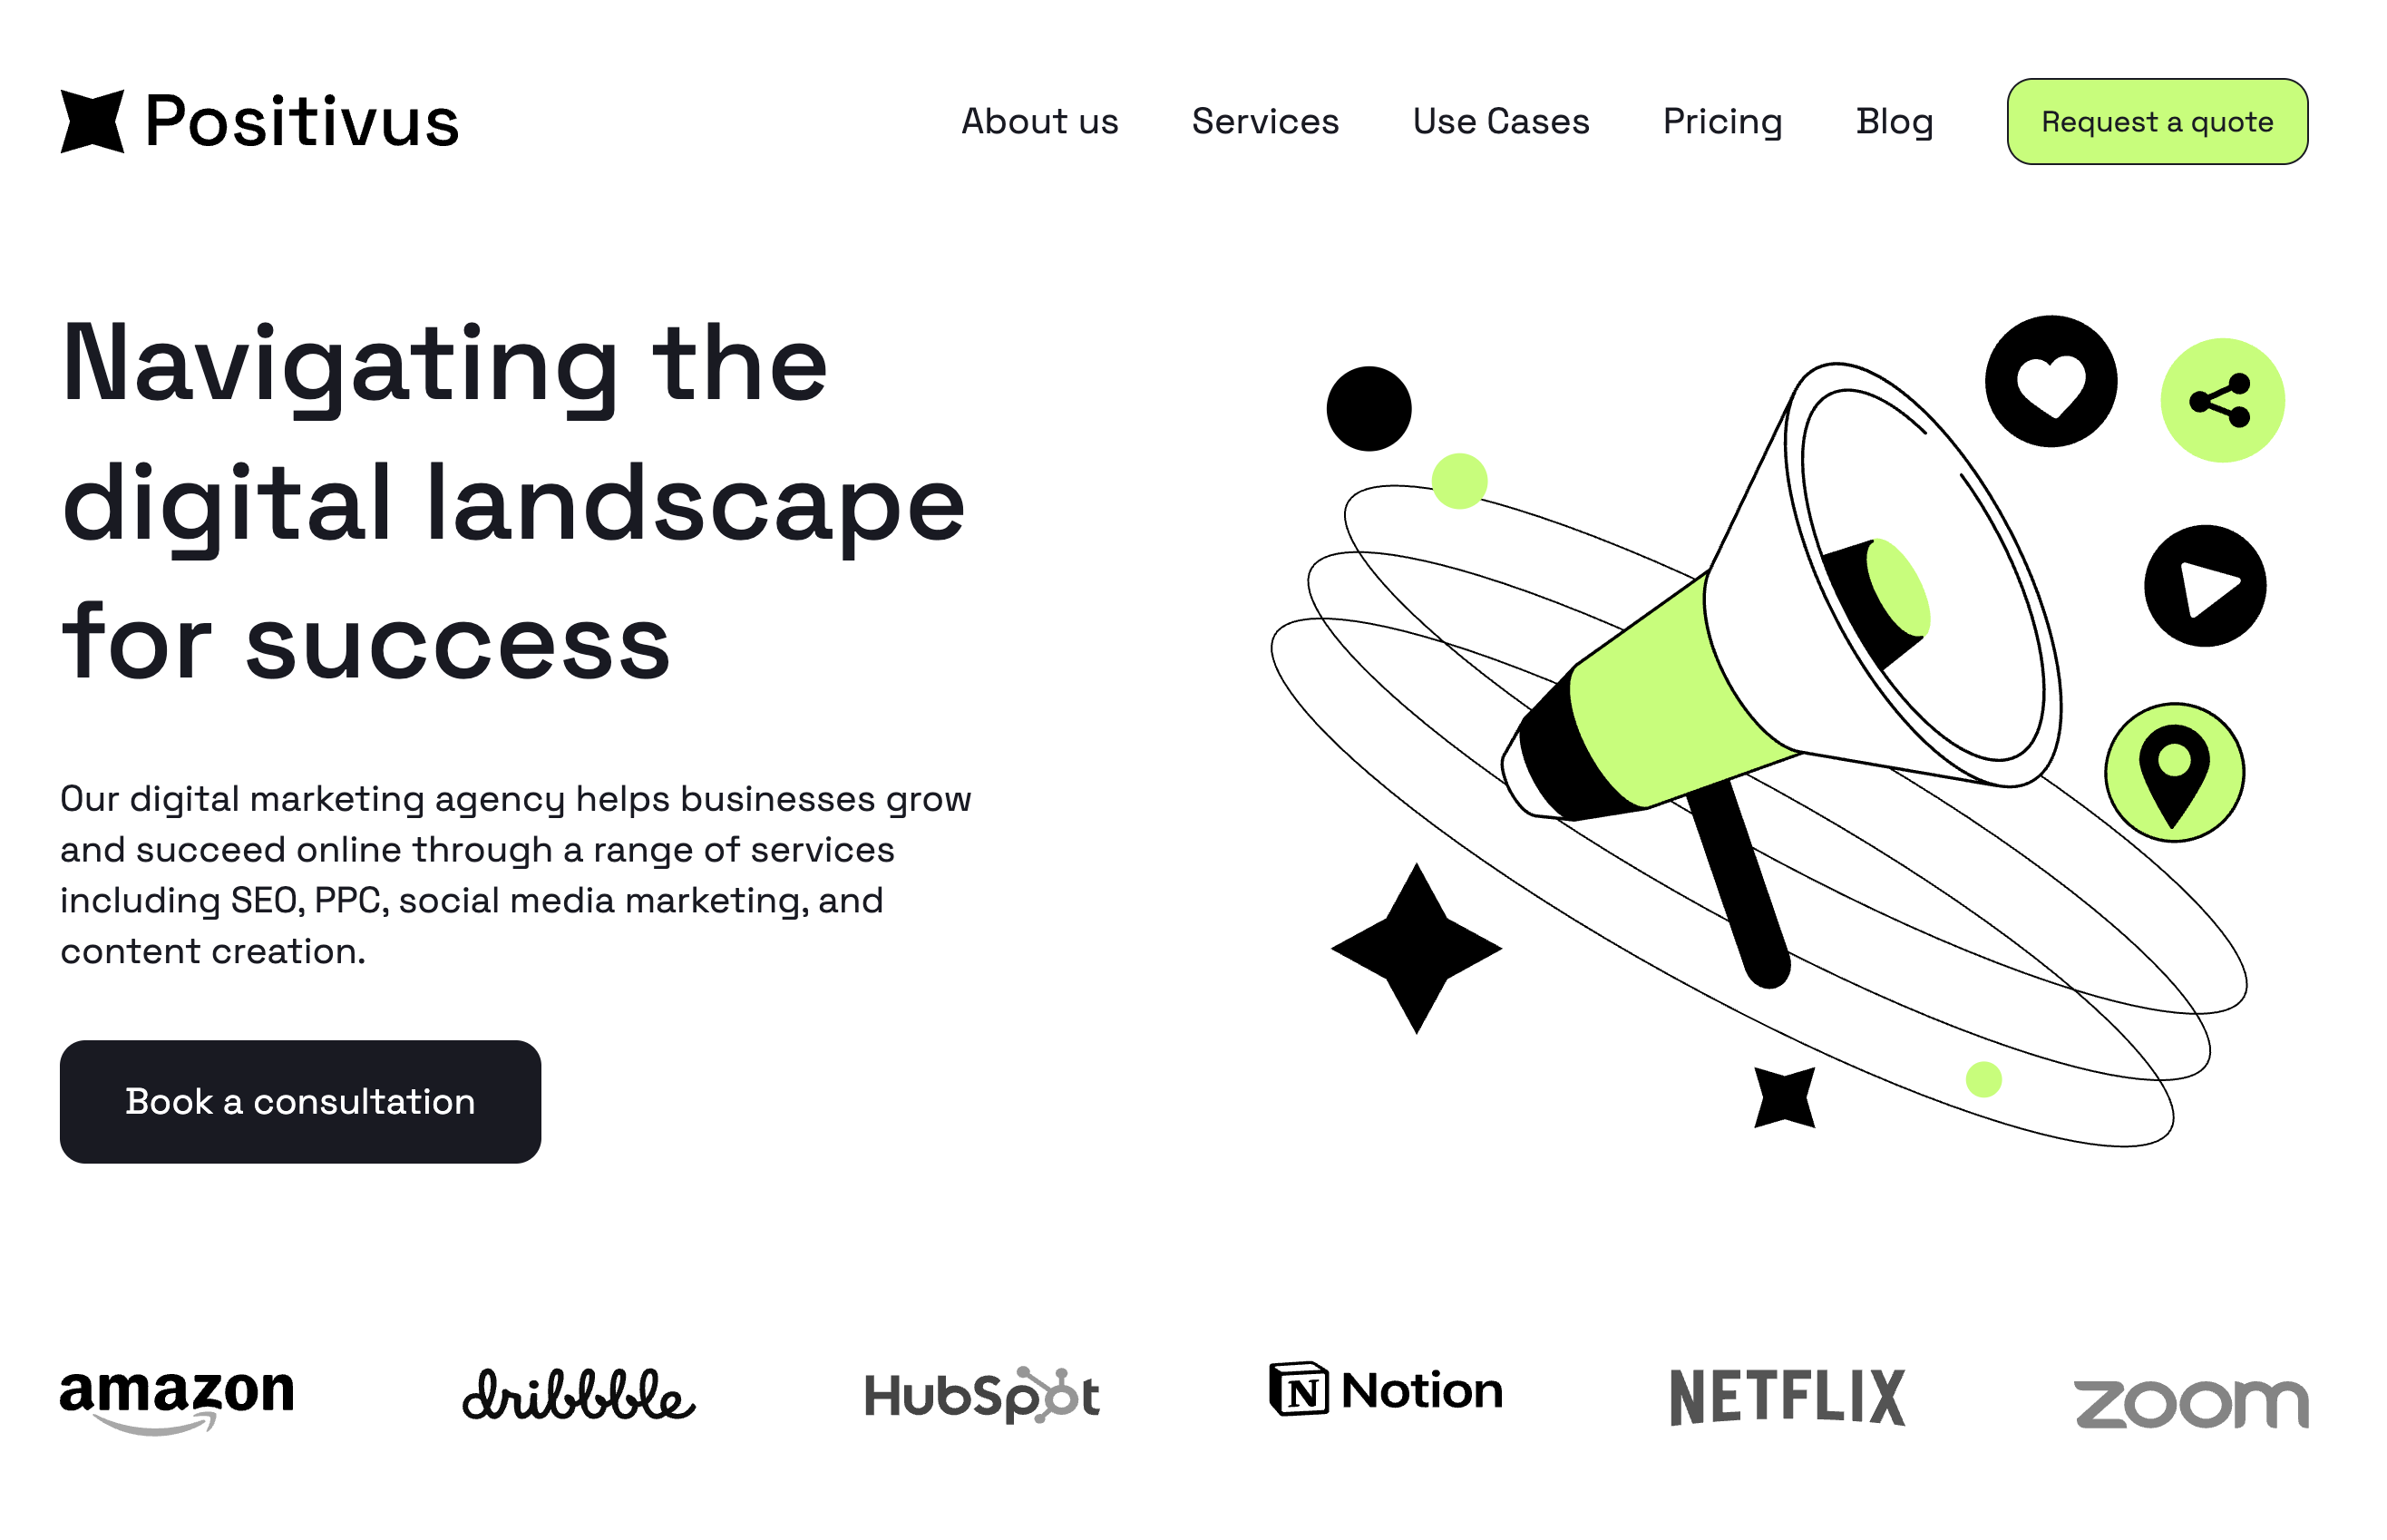 Positivus
About us Services Use Cases Pricing Blog Request a quote
Navigating the
digital landscape
for success
Our digital marketing agency helps businesses grow
and succeed online through a range of services
including SEO, PPC, social media marketing, and
content creation.
Book a consultation
amazon dribbble HubSpot Notion NETFLIX zoom